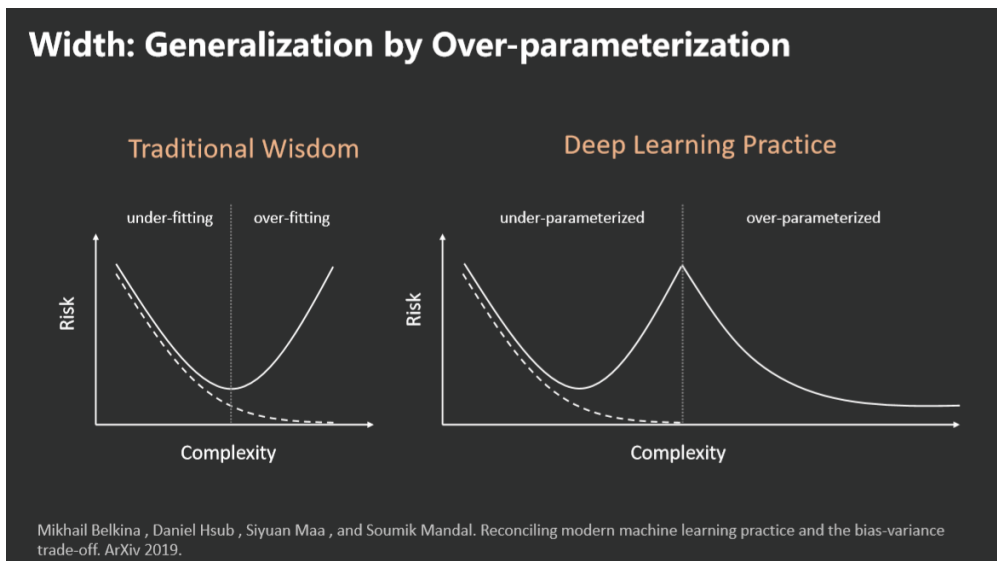 Width: Generalization by Over-parameterization
Traditional Wisdom
under-fitting
over-fitting
Risk
Complexity
Deep Learning Practice
under-parameterized
over-parameterized
Risk
Complexity
Mikhail Belkina , Daniel Hsub , Siyuan Maa , and Soumik Mandal. Reconciling modern machine learning practice and the bias-variance
trade-off. ArXiv 2019.